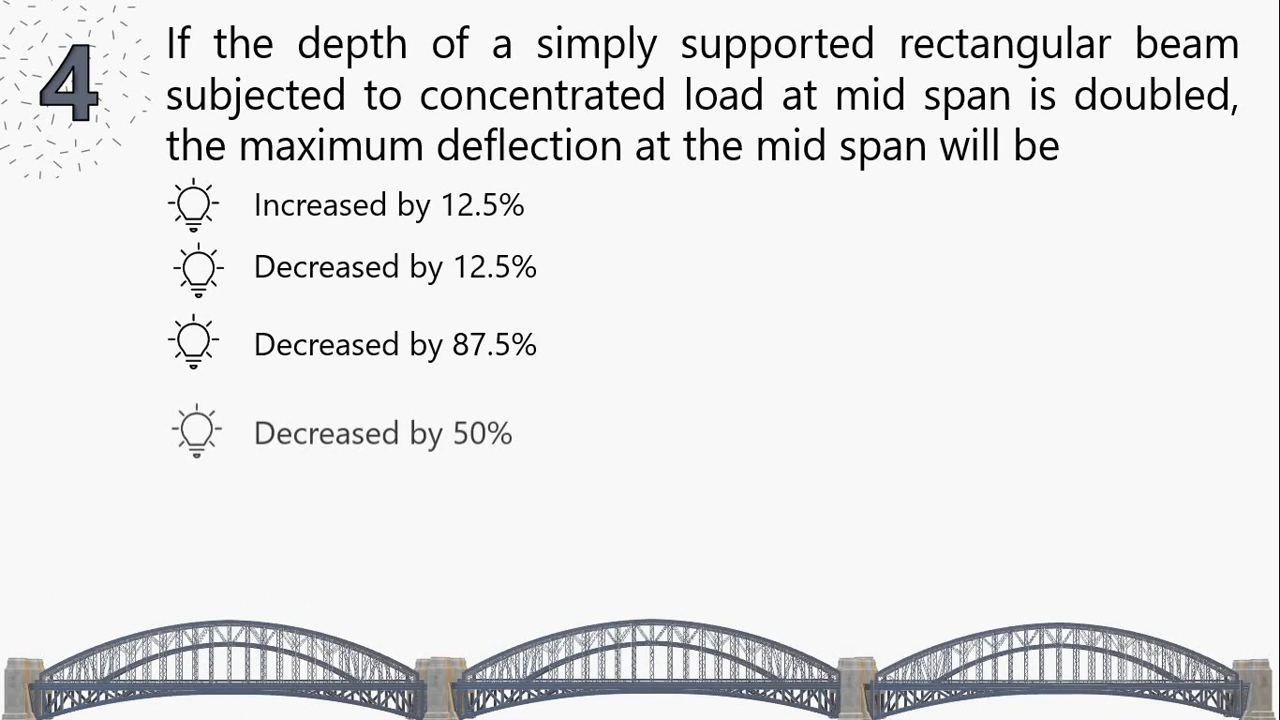 4
If the depth of a simply supported rectangular beam
subjected to concentrated load at mid span is doubled,
the maximum deflection at the mid span will be
Increased by 12.5%
Decreased by 12.5%
Decreased by 87.5%
Decreased by 50%